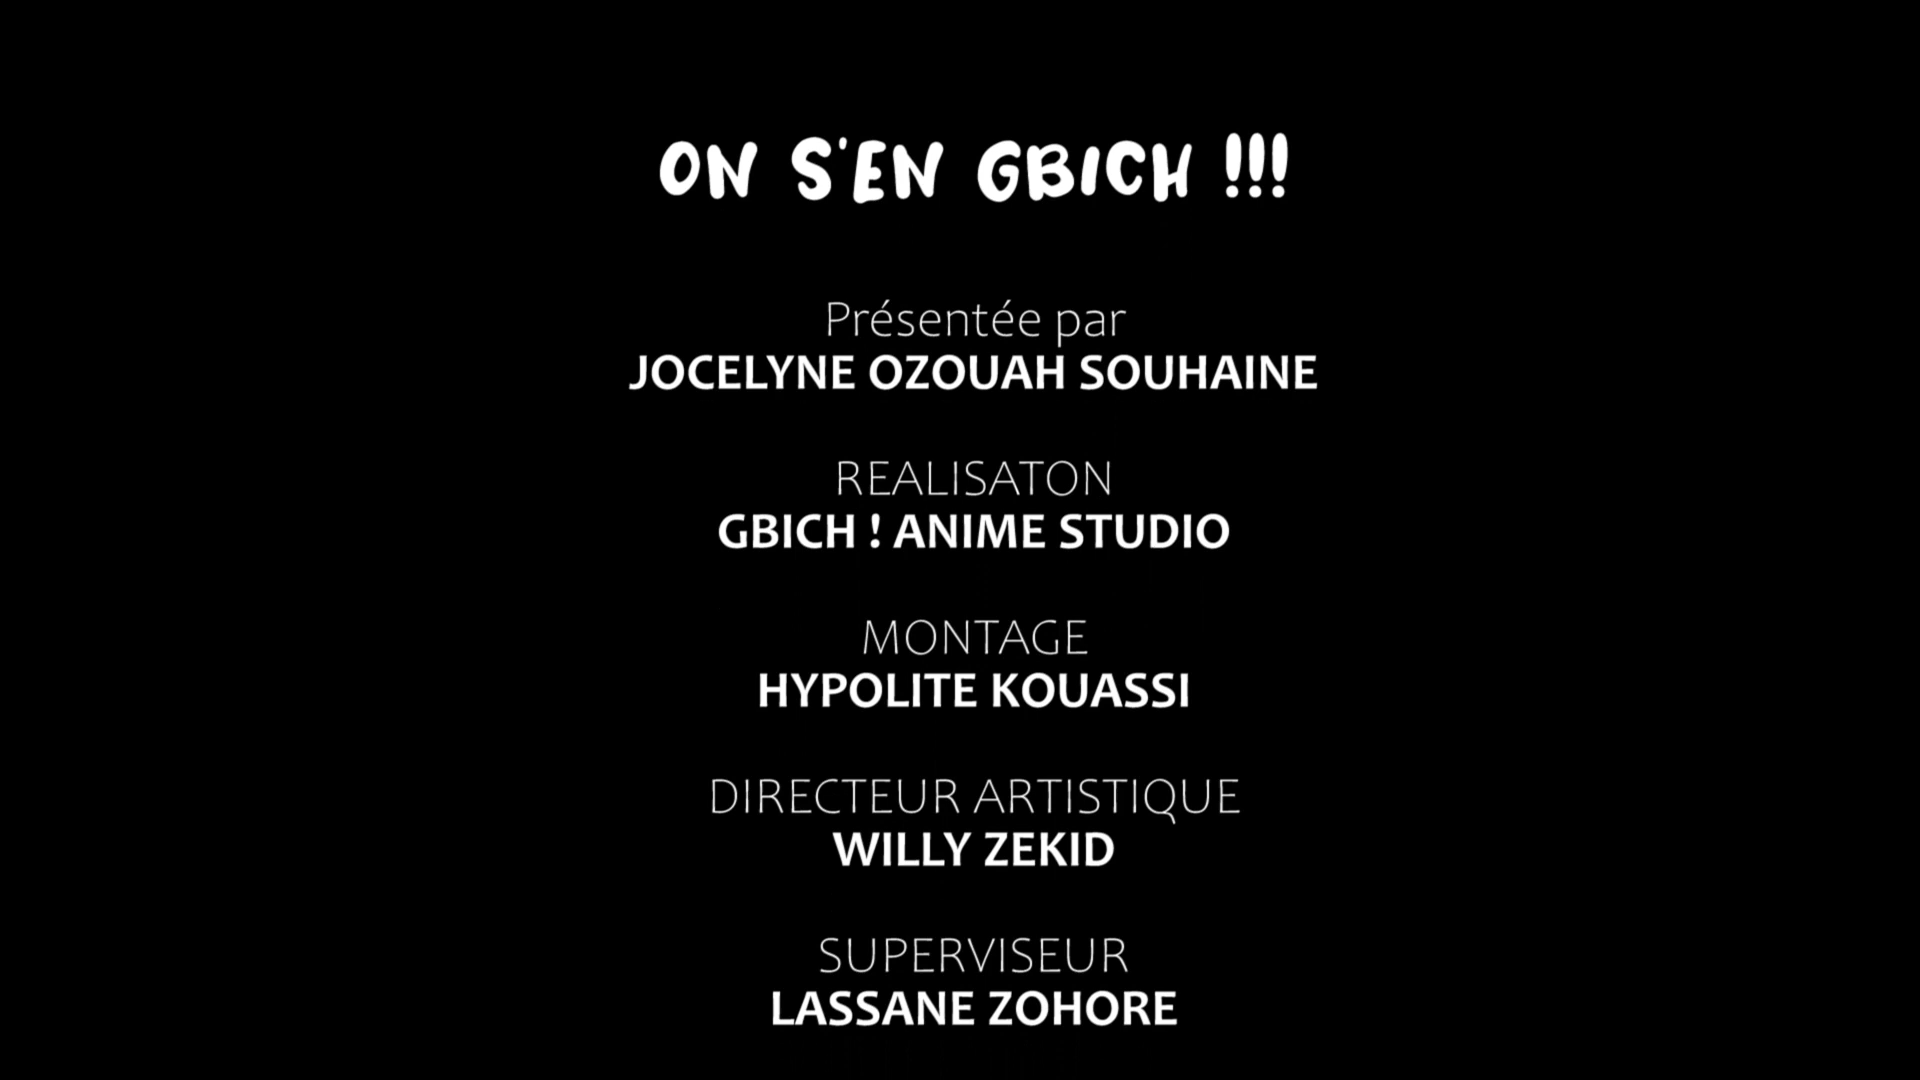 ON S'EN GBICH !!!
Présentée par
JOCELYNE OZOUAH SOUHAINE
REALISATON
GBICH ! ANIME STUDIO
MONTAGE
HYPOLITE KOUASSI
DIRECTEUR ARTISTIQUE
WILLY ZEKID
SUPERVISEUR
LASSANE ZOHORE